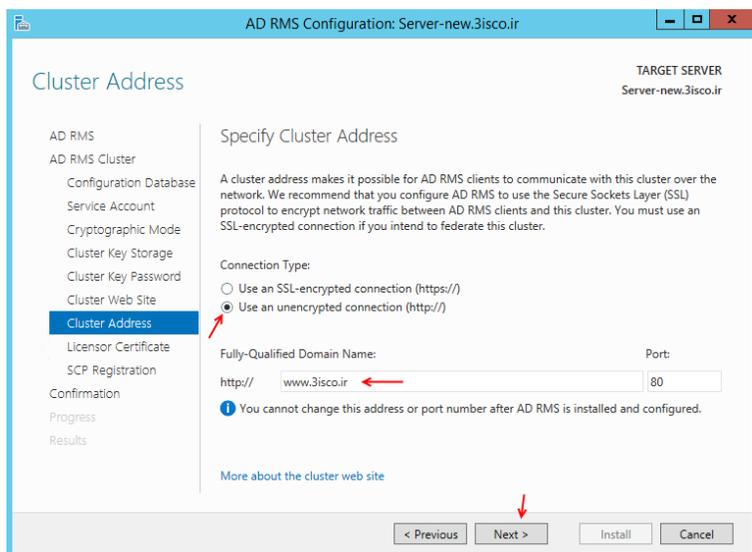 AD RMS Configuration: Server-new.3isco.ir
Cluster Address
TARGET SERVER
Server-new.3isco.ir
AD RMS
AD RMS Cluster
Configuration Database
Service Account
Cryptographic Mode
Cluster Key Storage
Cluster Key Password
Cluster Web Site
Cluster Address
Licensor Certificate
SCP Registration
Confirmation
Progress
Results
Specify Cluster Address
A cluster address makes it possible for AD RMS clients to communicate with this cluster over the
network. We recommend that you configure AD RMS to use the Secure Sockets Layer (SSL)
protocol to encrypt network traffic between AD RMS clients and this cluster. You must use an
SSL-encrypted connection if you intend to federate this cluster.
Connection Type:
Use an SSL-encrypted connection (https://)
Use an unencrypted connection (http://)
Fully-Qualified Domain Name: Port:
http:// www.3isco.ir 80
You cannot change this address or port number after AD RMS is installed and configured.
More about the cluster web site
< Previous Next > Install Cancel